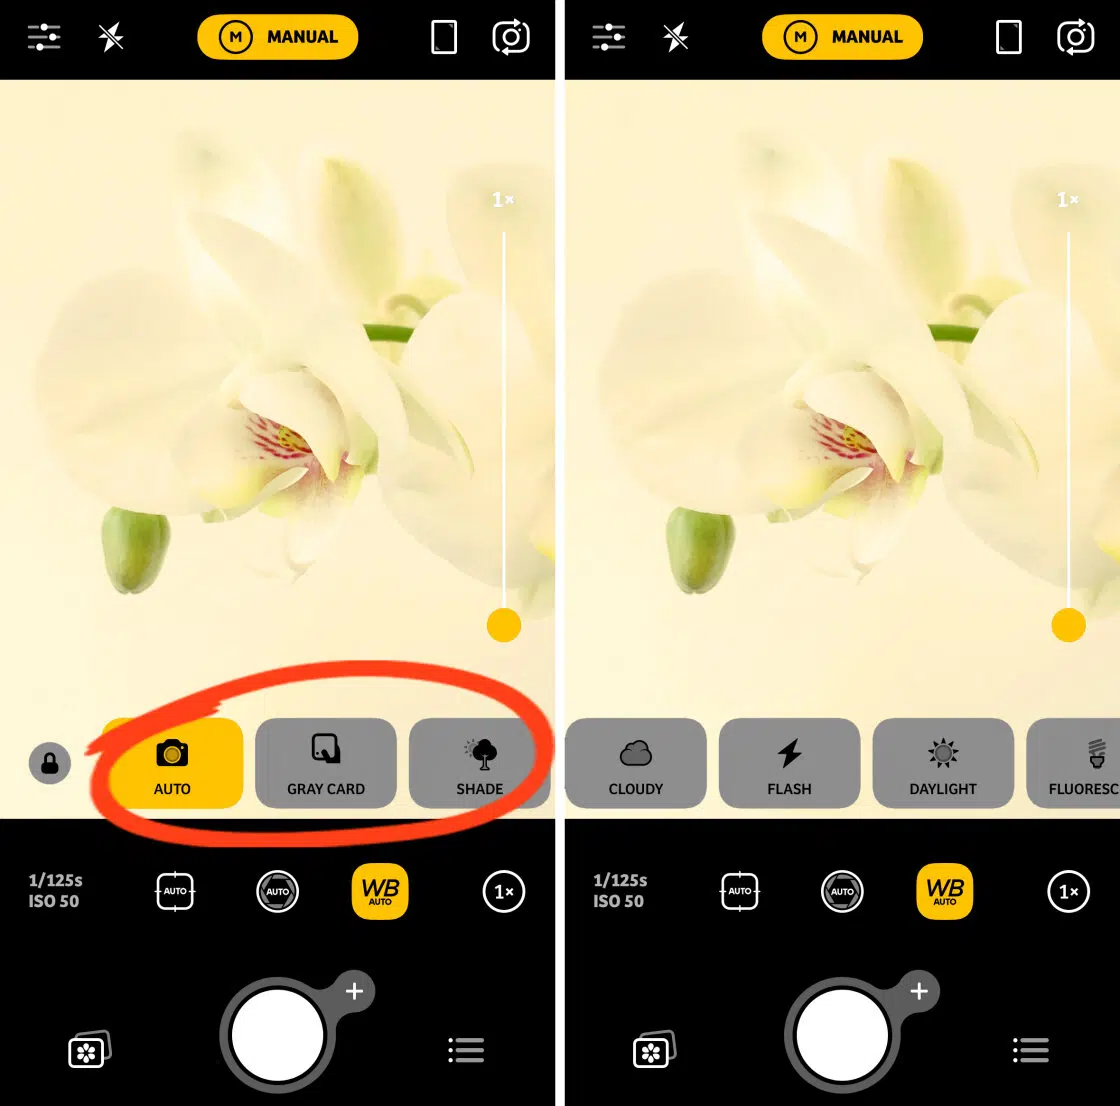 M MANUAL
1×
AUTO
GRAY CARD
SHADE
1/125s
ISO 50
AUTO
AUTO
WB
AUTO
1×
M MANUAL
1×
CLOUDY
FLASH
DAYLIGHT
FLUORESC
1/125s
ISO 50
AUTO
AUTO
WB
AUTO
1×